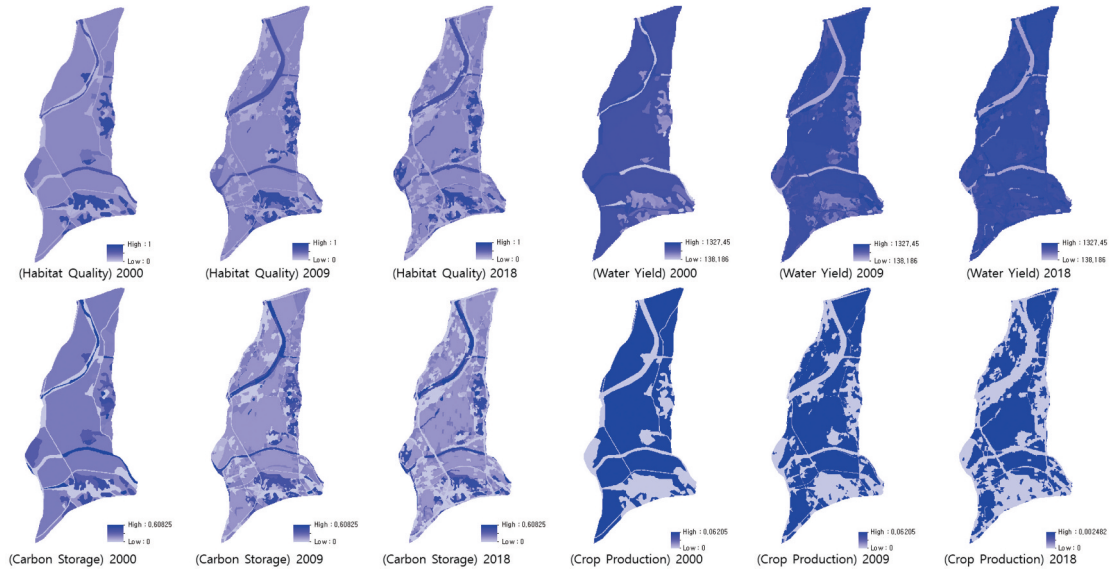 High : 1
Low : 0
(Habitat Quality) 2000
High : 1
Low : 0
(Habitat Quality) 2009
High : 1
Low : 0
(Habitat Quality) 2018
High : 1327,45
Low : 138,186
(Water Yield) 2000
High : 1327,45
Low : 138,186
(Water Yield) 2009
High : 1327,45
Low : 138,186
(Water Yield) 2018
High : 0,60825
Low : 0
(Carbon Storage) 2000
High : 0,60825
Low : 0
(Carbon Storage) 2009
High : 0,60825
Low : 0
(Carbon Storage) 2018
High : 0,06205
Low : 0
(Crop Production) 2000
High : 0,06205
Low : 0
(Crop Production) 2009
High : 0,002482
Low : 0
(Crop Production) 2018